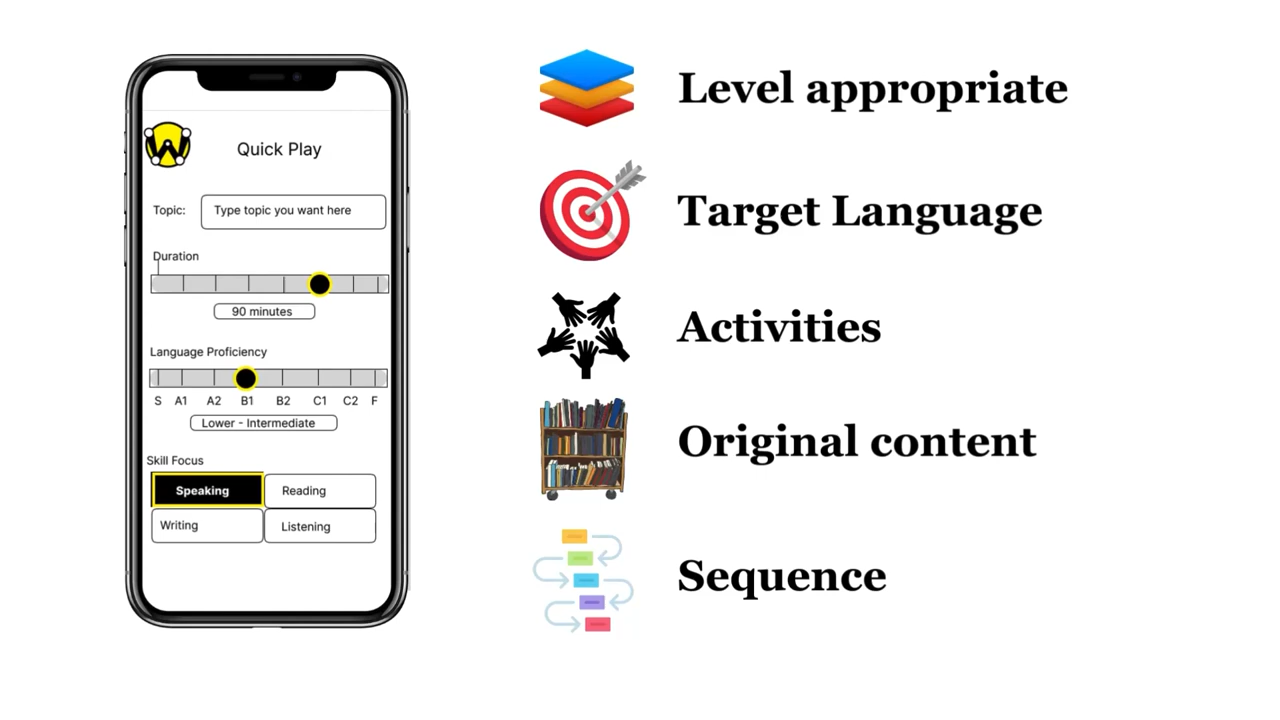 Quick Play
Topic:
Type topic you want here
Duration
90 minutes
Language Proficiency
S A1 A2 B1 B2 C1 C2 F
Lower - Intermediate
Skill Focus
Speaking
Reading
Writing
Listening
Level appropriate
Target Language
Activities
Original content
Sequence